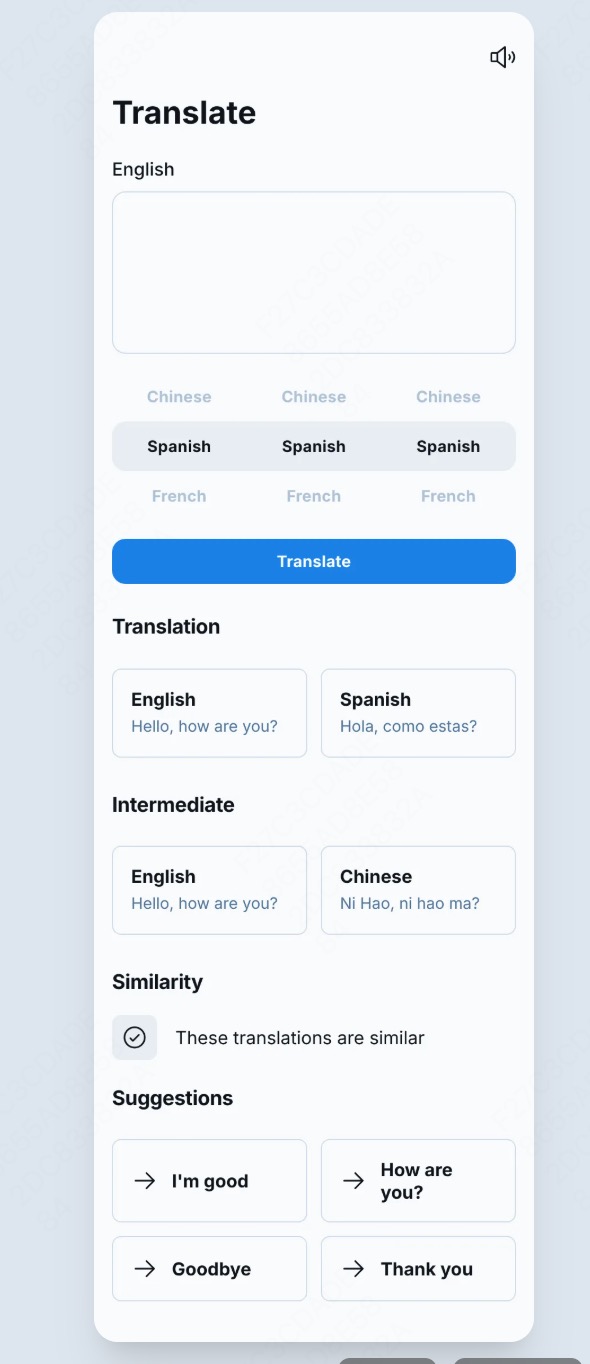 Translate
English
Chinese Chinese Chinese
Spanish Spanish Spanish
French French French
Translate
Translation
English
Hello, how are you?
Spanish
Hola, como estas?
Intermediate
English
Hello, how are you?
Chinese
Ni Hao, ni hao ma?
Similarity
These translations are similar
Suggestions
I'm good
How are
you?
Goodbye
Thank you